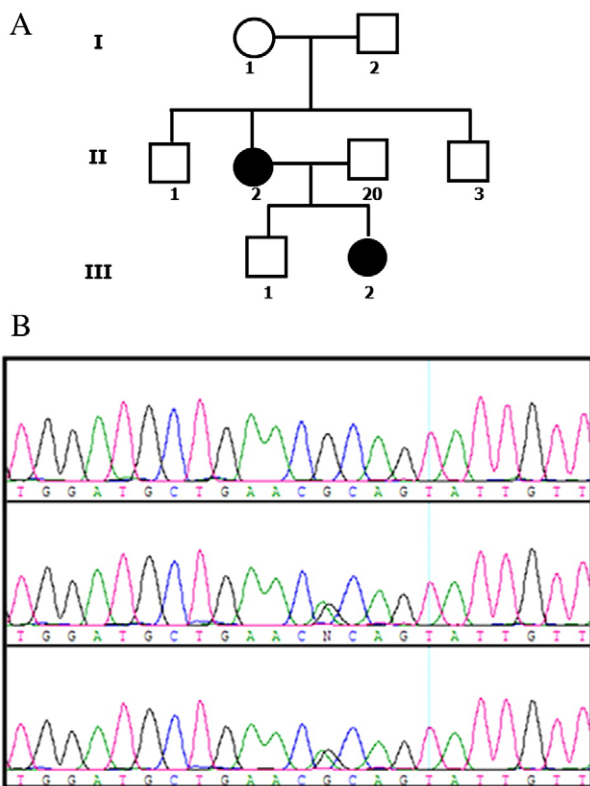 A
I
1 2
II
1 2 20 3
III
1 2
B
T G G A T G C T G A A C G C A G T A T T G T T
T G G A T G C T G A A C N C A G T A T T G T T
T G G A T G C T G A A C G C A G T A T T G T T